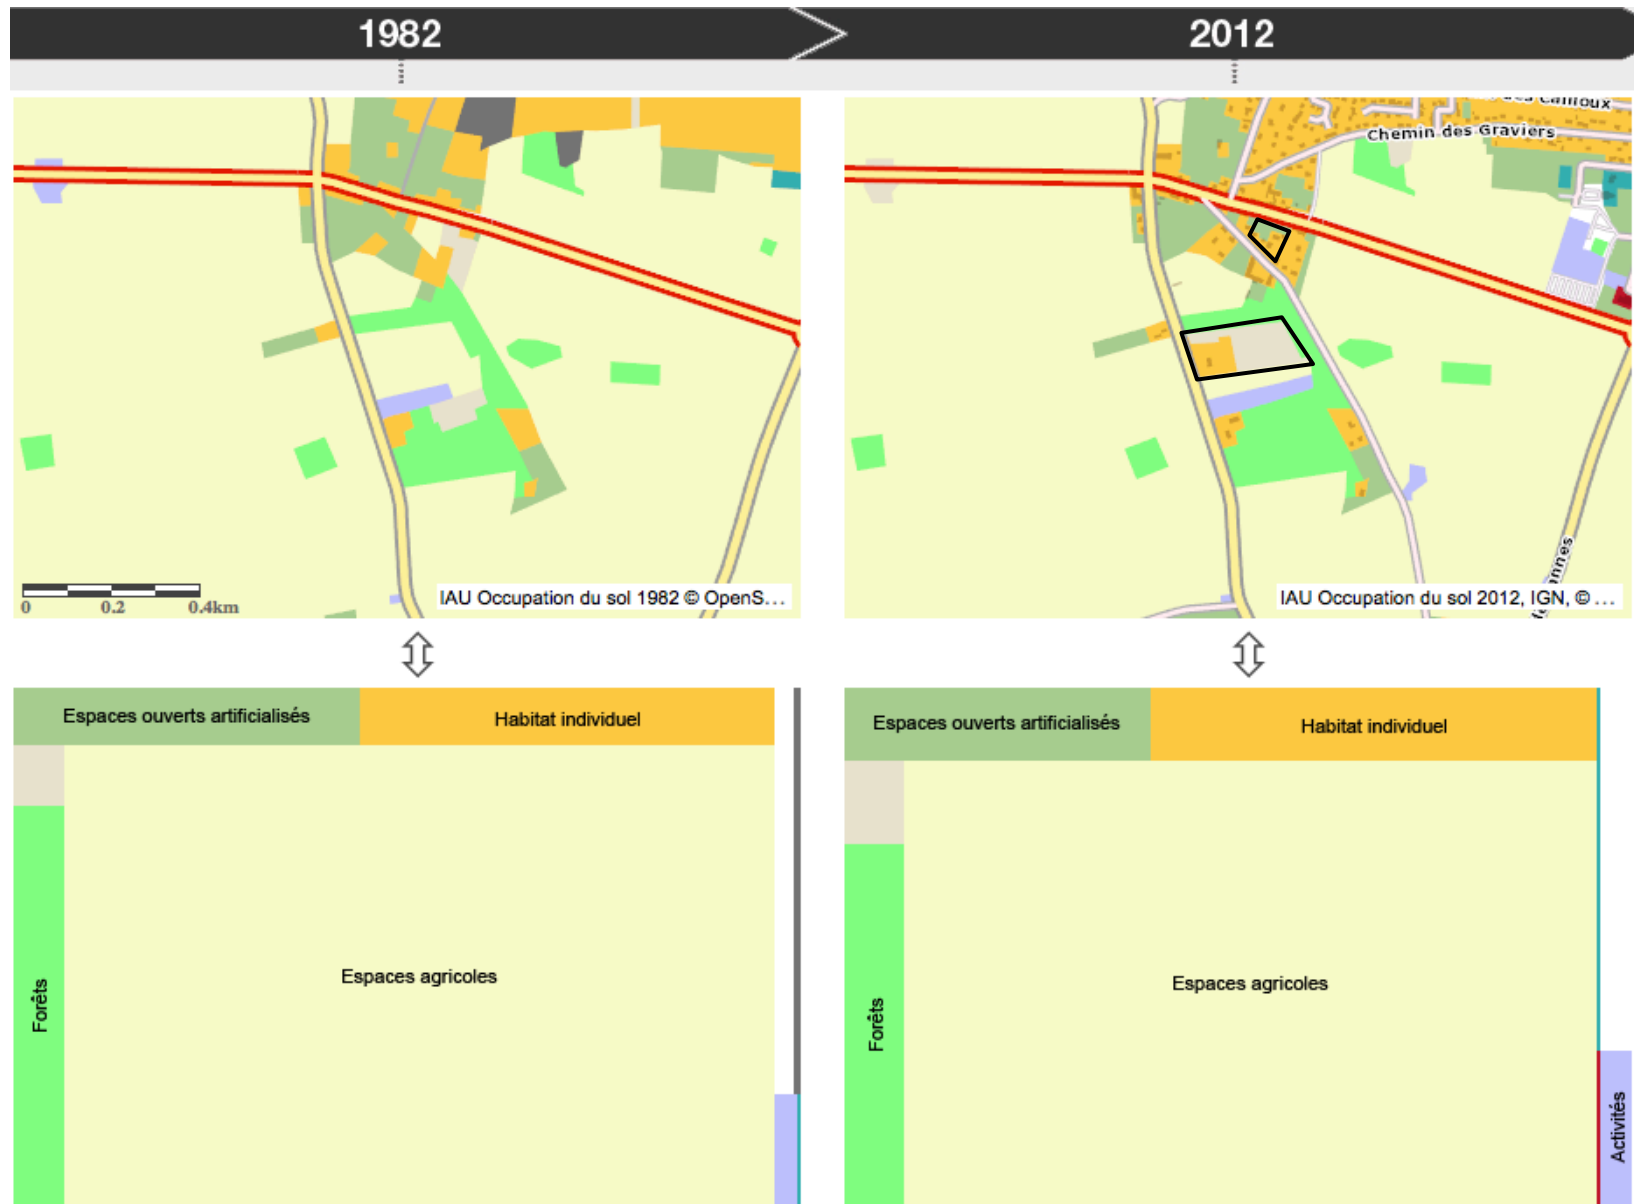 1982
2012
des Cailloux
Chemin des Graviers
0 0.2 0.4km
IAU Occupation du sol 1982 © OpenS...
IAU Occupation du sol 2012, IGN, © ...
Espaces ouverts artificialisés
Habitat individuel
Forêts
Espaces agricoles
Espaces ouverts artificialisés
Habitat individuel
Forêts
Espaces agricoles
Activités